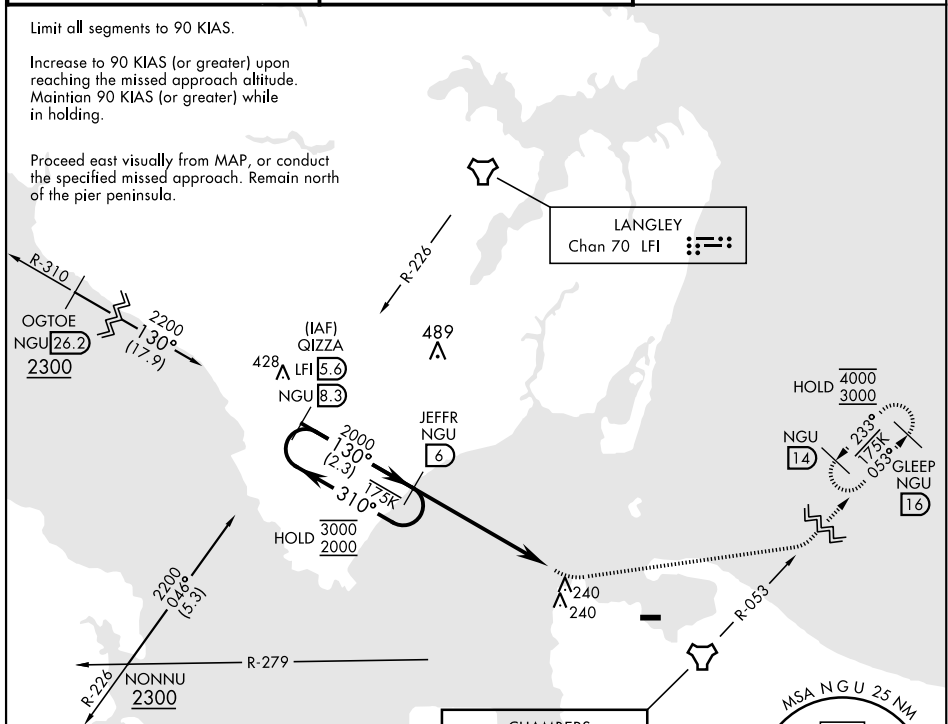 Limit all segments to 90 KIAS.
Increase to 90 KIAS (or greater) upon
reaching the missed approach altitude.
Maintian 90 KIAS (or greater) while
in holding.
Proceed east visually from MAP, or conduct
the specified missed approach. Remain north
of the pier peninsula.
LANGLEY
Chan 70 LFI
R-226
R-310
OGTOE
NGU 26.2
2300
2200
130°
(17.9)
(IAF)
QIZZA
LFI 5.6
NGU 8.3
428
489
JEFFR
NGU
6
2000
130°
(2.3)
175K
310°
HOLD 3000
2000
HOLD 4000
3000
NGU
14
233°
175K
053°
GLEEP
NGU
16
240
240
R-053
2200
046°
(5.3)
R-279
R-226
NONNU
2300
CHAMBERS
MSA NGU 25 NM